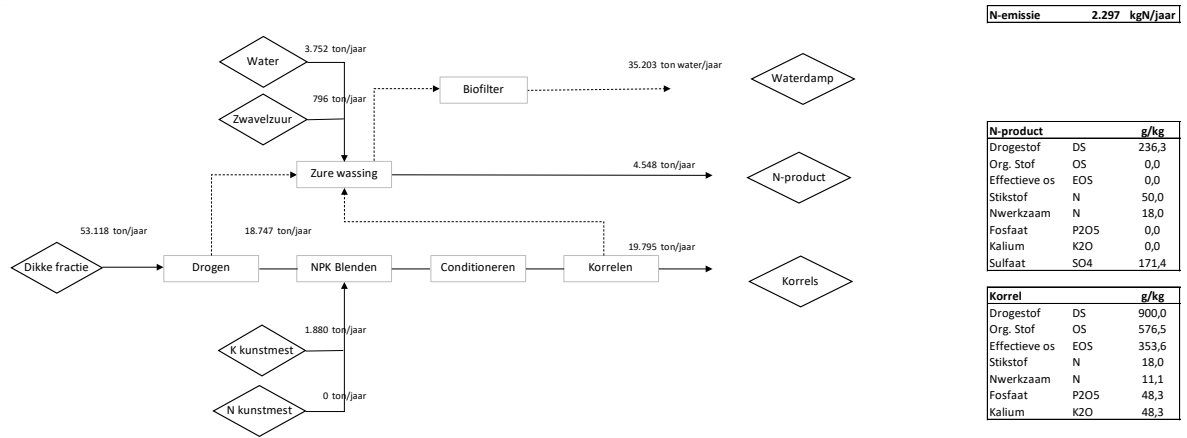 N-emissie 2.297 kgN/jaar
3.752 ton/jaar
Water
35.203 ton water/jaar
Waterdamp
Biofilter
796 ton/jaar
Zwavelzuur
Zure wassing
4.548 ton/jaar
N-product
53.118 ton/jaar
18.747 ton/jaar
19.795 ton/jaar
Dikke fractie
Drogen
NPK Blenden
Conditioneren
Korrelen
Korrels
1.880 ton/jaar
K kunstmest
0 ton/jaar
N kunstmest
N-product g/kg
Drogestof DS 236,3
Org. Stof OS 0,0
Effectieve os EOS 0,0
Stikstof N 50,0
Nwerkzaam N 18,0
Fosfaat P2O5 0,0
Kalium K2O 0,0
Sulfaat SO4 171,4
Korrel g/kg
Drogestof DS 900,0
Org. Stof OS 576,5
Effectieve os EOS 353,6
Stikstof N 18,0
Nwerkzaam N 11,1
Fosfaat P2O5 48,3
Kalium K2O 48,3